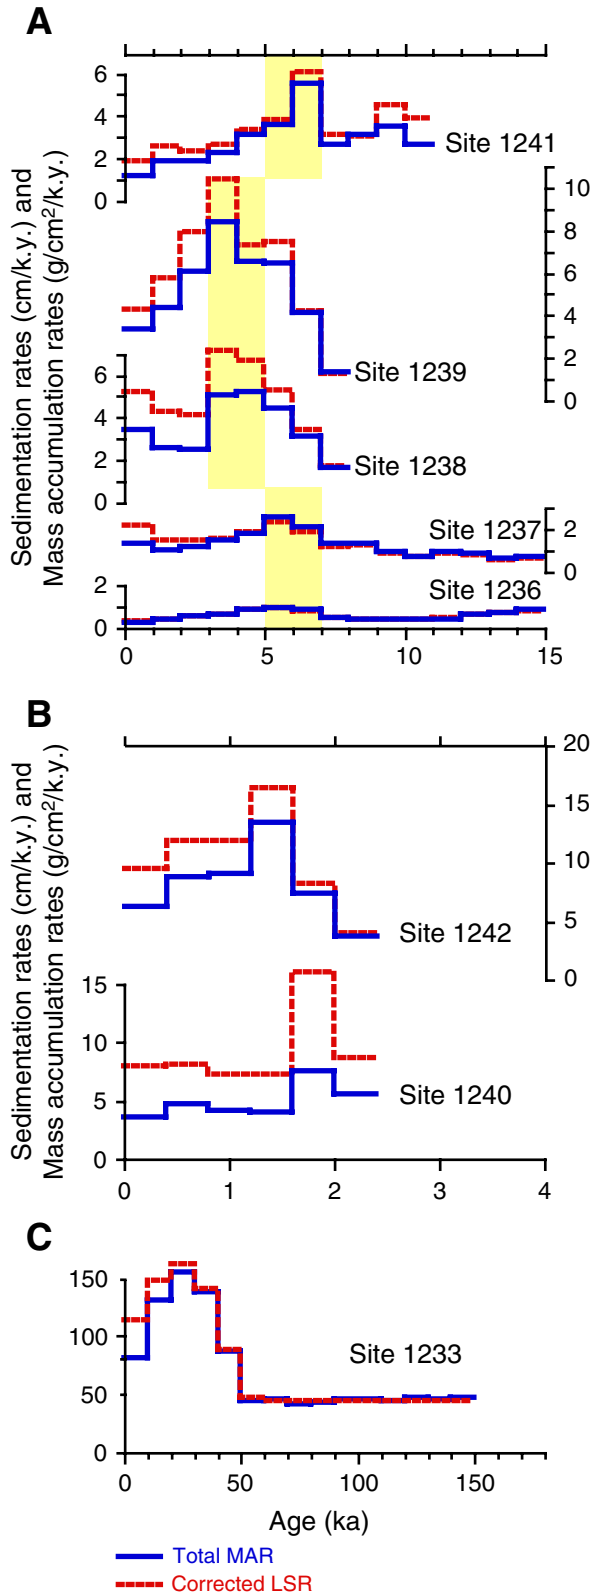 A
Sedimentation rates (cm/k.y.) and
Mass accumulation rates (g/cm²/k.y.)
6
4
2
0
Site 1241
10
8
6
4
2
0
Site 1239
6
4
2
0
Site 1238
Site 1237
2
0
Site 1236
2
0
0 5 10 15
B
Sedimentation rates (cm/k.y.) and
Mass accumulation rates (g/cm²/k.y.)
20
15
10
5
0
Site 1242
15
10
5
0
Site 1240
0 1 2 3 4
C
150
100
50
0
Site 1233
0 50 100 150
Age (ka)
Total MAR
Corrected LSR